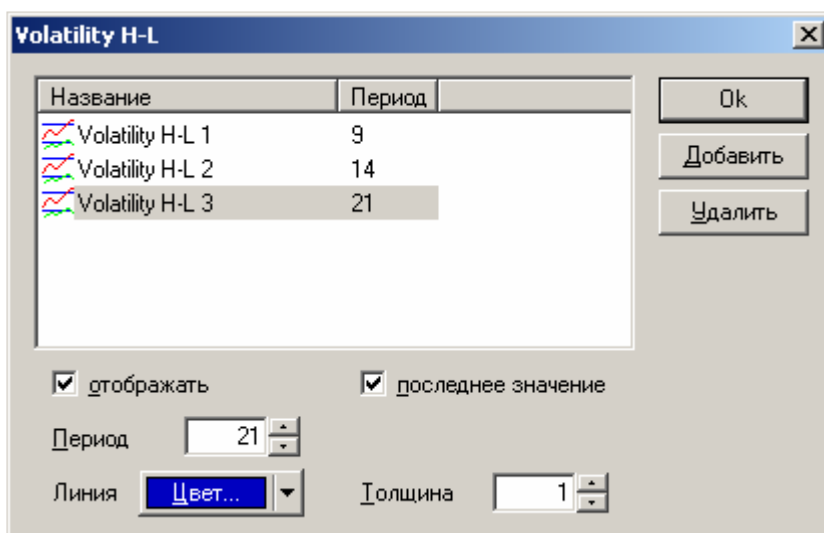 Volatility H-L
Название Период
Volatility H-L 1 9
Volatility H-L 2 14
Volatility H-L 3 21
Ok
Добавить
Удалить
отображать последнее значение
Период 21
Линия Цвет... Толщина 1